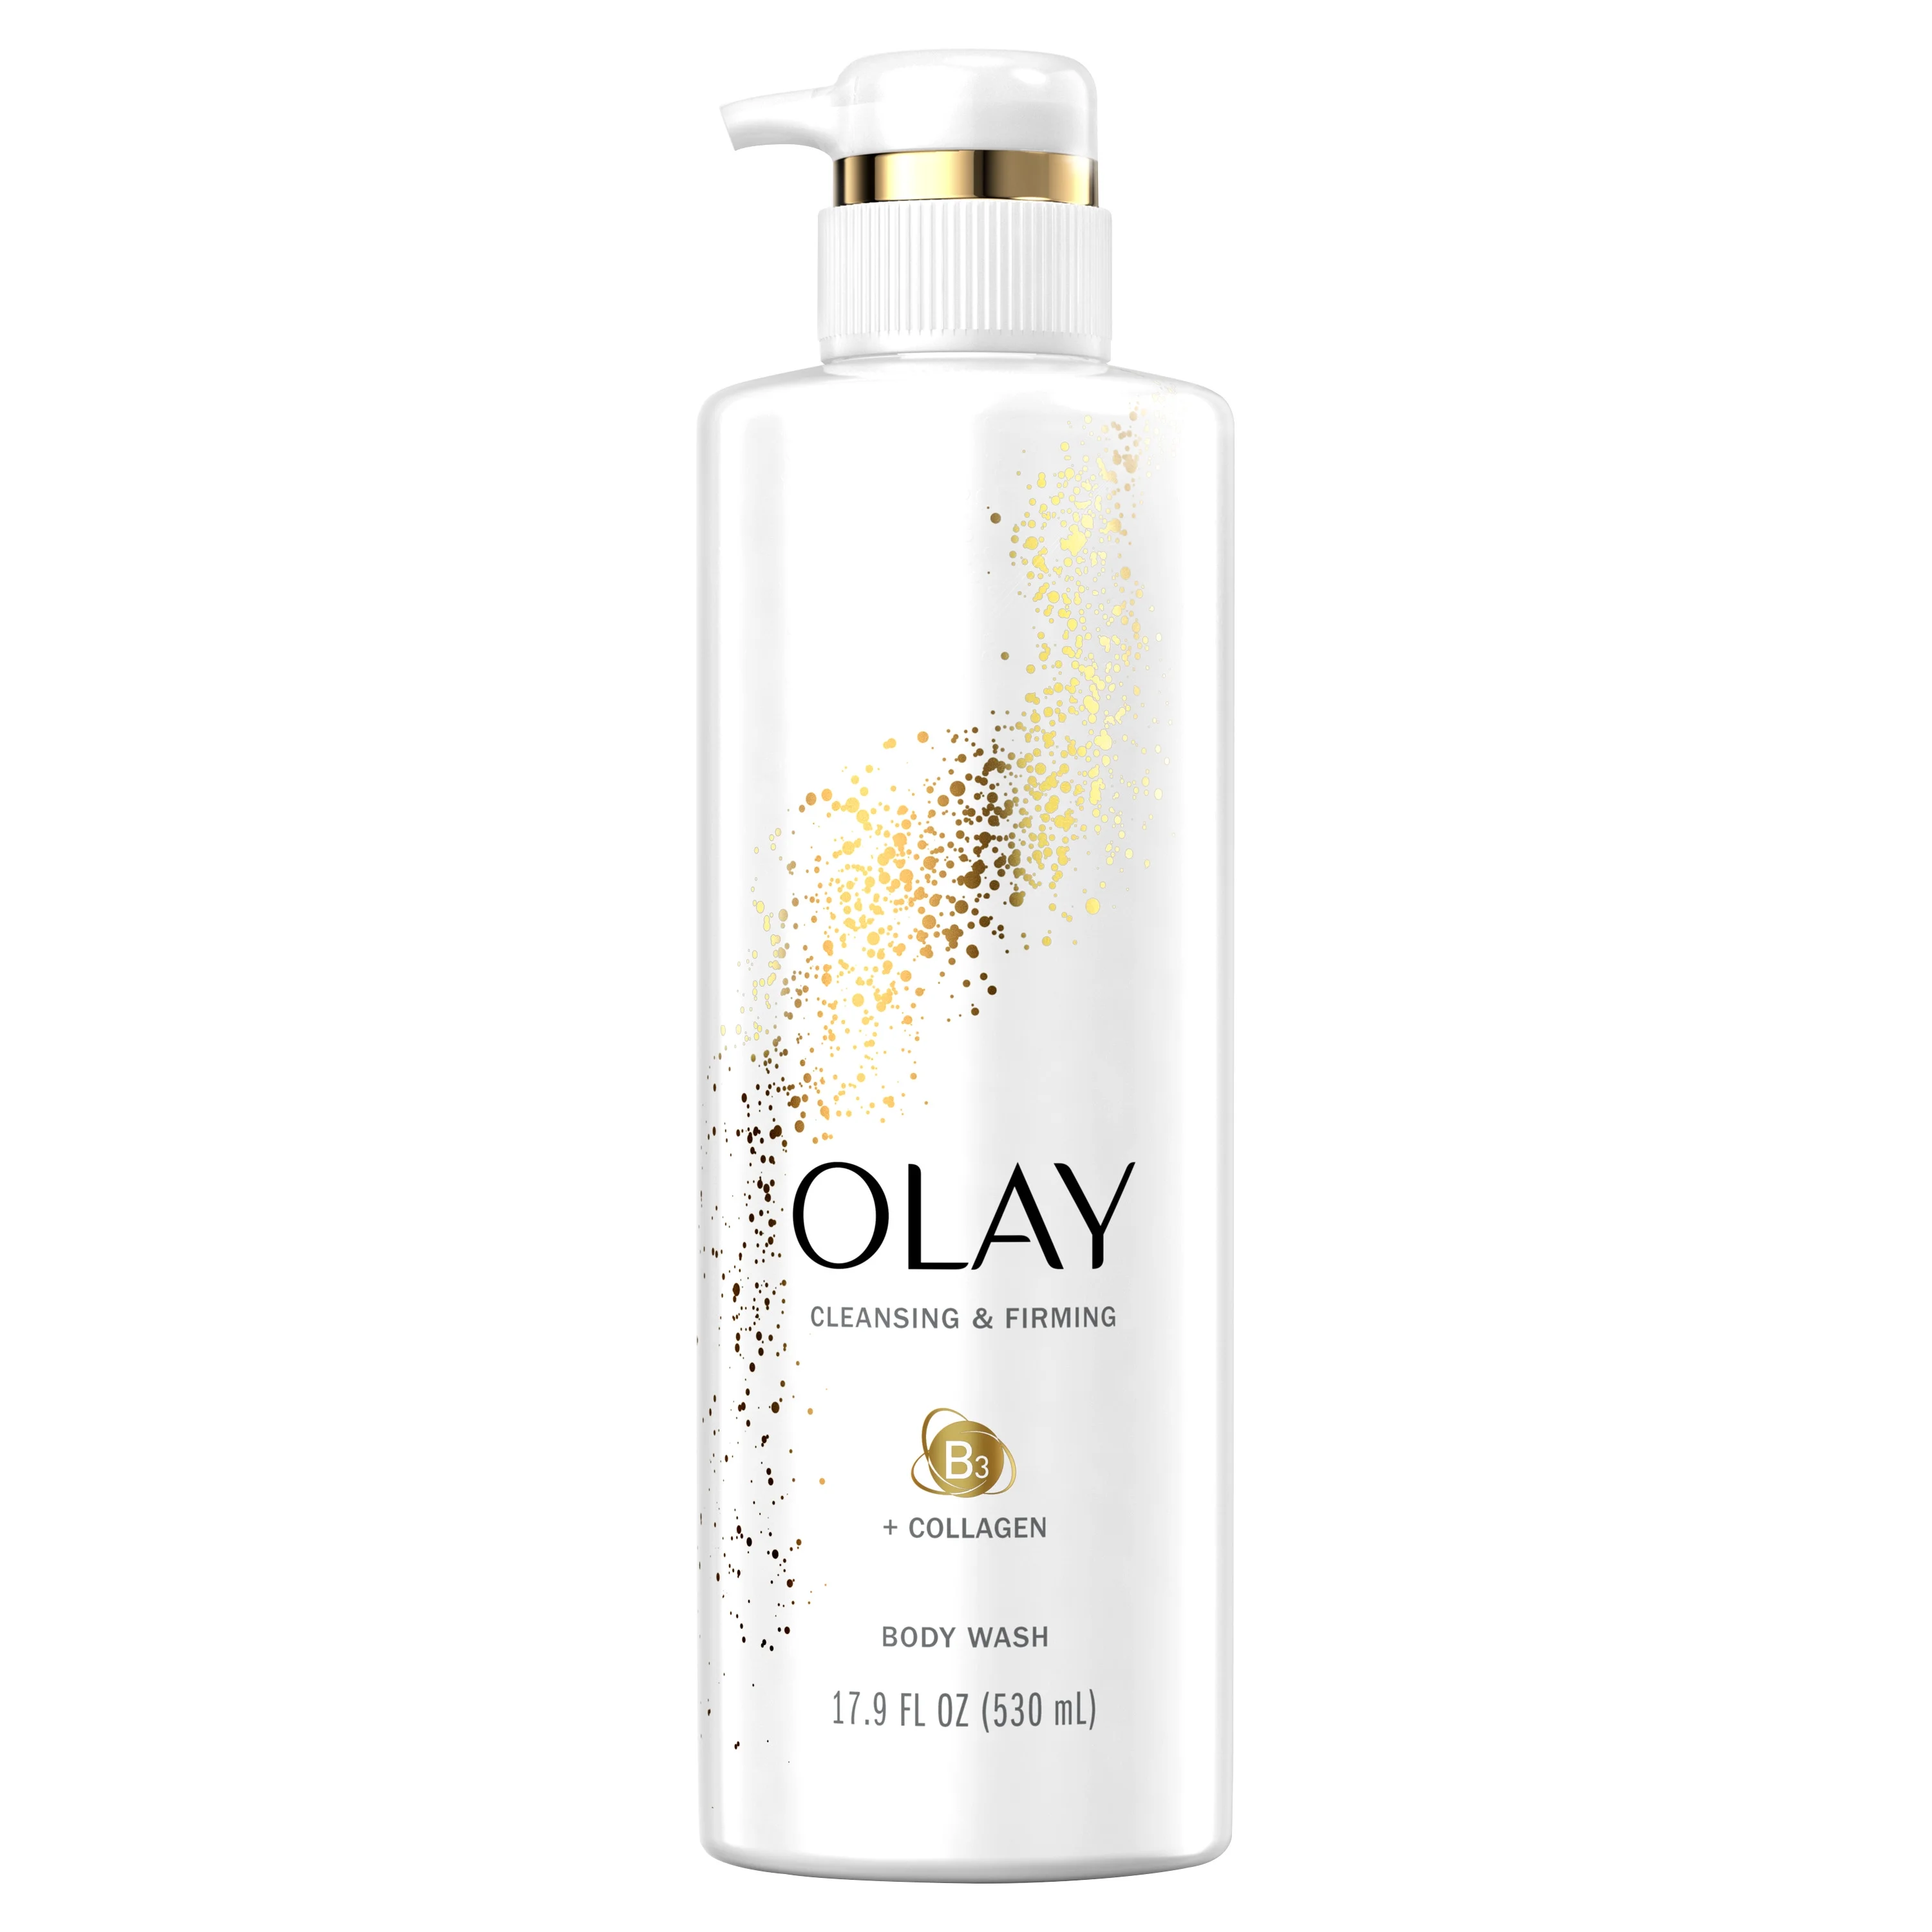 OLAY
CLEANSING & FIRMING
B3
+ COLLAGEN
BODY WASH
17.9 FL OZ (530 mL)